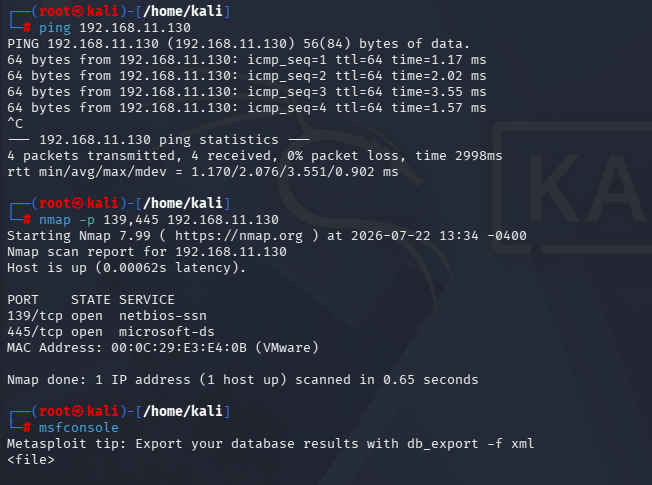 ┌──(root㉿kali)-[/home/kali]
└─# ping 192.168.11.130
PING 192.168.11.130 (192.168.11.130) 56(84) bytes of data.
64 bytes from 192.168.11.130: icmp_seq=1 ttl=64 time=1.17 ms
64 bytes from 192.168.11.130: icmp_seq=2 ttl=64 time=2.02 ms
64 bytes from 192.168.11.130: icmp_seq=3 ttl=64 time=3.55 ms
64 bytes from 192.168.11.130: icmp_seq=4 ttl=64 time=1.57 ms
^C
─── 192.168.11.130 ping statistics ───
4 packets transmitted, 4 received, 0% packet loss, time 2998ms
rtt min/avg/max/mdev = 1.170/2.076/3.551/0.902 ms
┌──(root㉿kali)-[/home/kali]
└─# nmap -p 139,445 192.168.11.130
Starting Nmap 7.99 ( https://nmap.org ) at 2026-07-22 13:34 -0400
Nmap scan report for 192.168.11.130
Host is up (0.00062s latency).
PORT    STATE SERVICE
139/tcp open  netbios-ssn
445/tcp open  microsoft-ds
MAC Address: 00:0C:29:E3:E4:0B (VMware)
Nmap done: 1 IP address (1 host up) scanned in 0.65 seconds
┌──(root㉿kali)-[/home/kali]
└─# msfconsole
Metasploit tip: Export your database results with db_export -f xml
<file>
KA